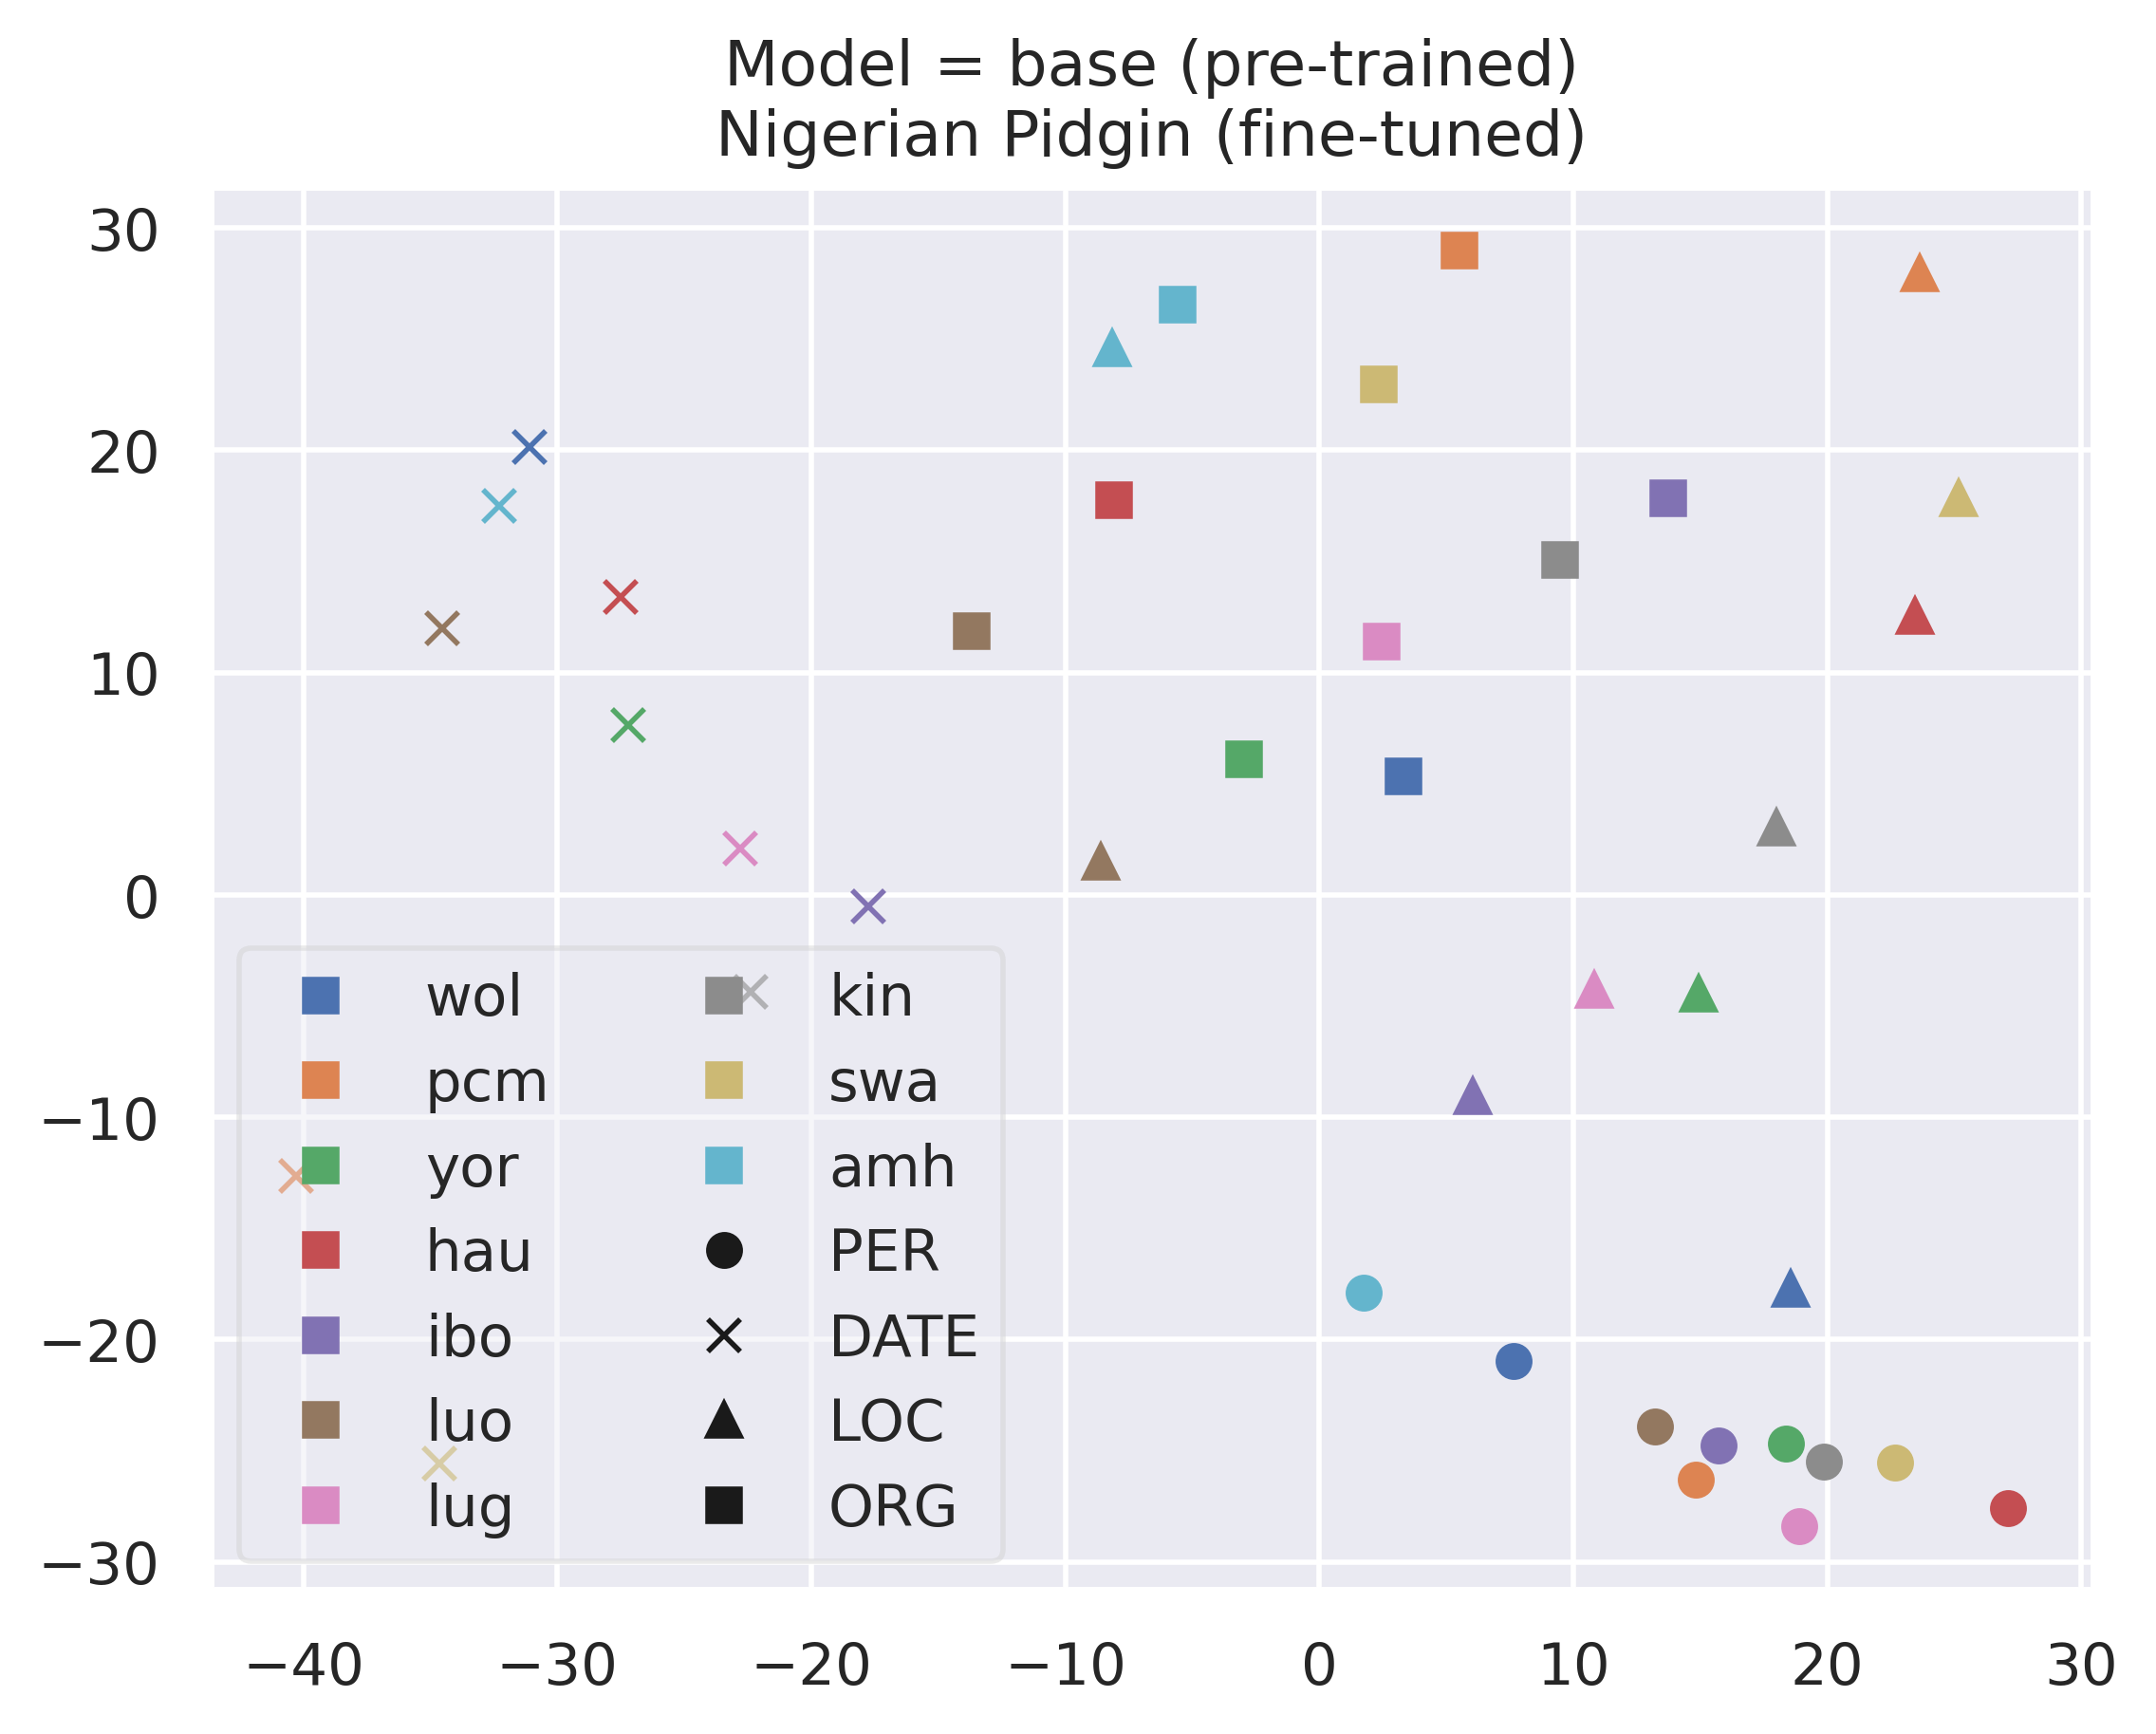 Model = base (pre-trained)
Nigerian Pidgin (fine-tuned)
30
20
10
0
−10
−20
−30
wol
pcm
yor
hau
ibo
luo
lug
kin
swa
amh
PER
DATE
LOC
ORG
−40
−30
−20
−10
0
10
20
30